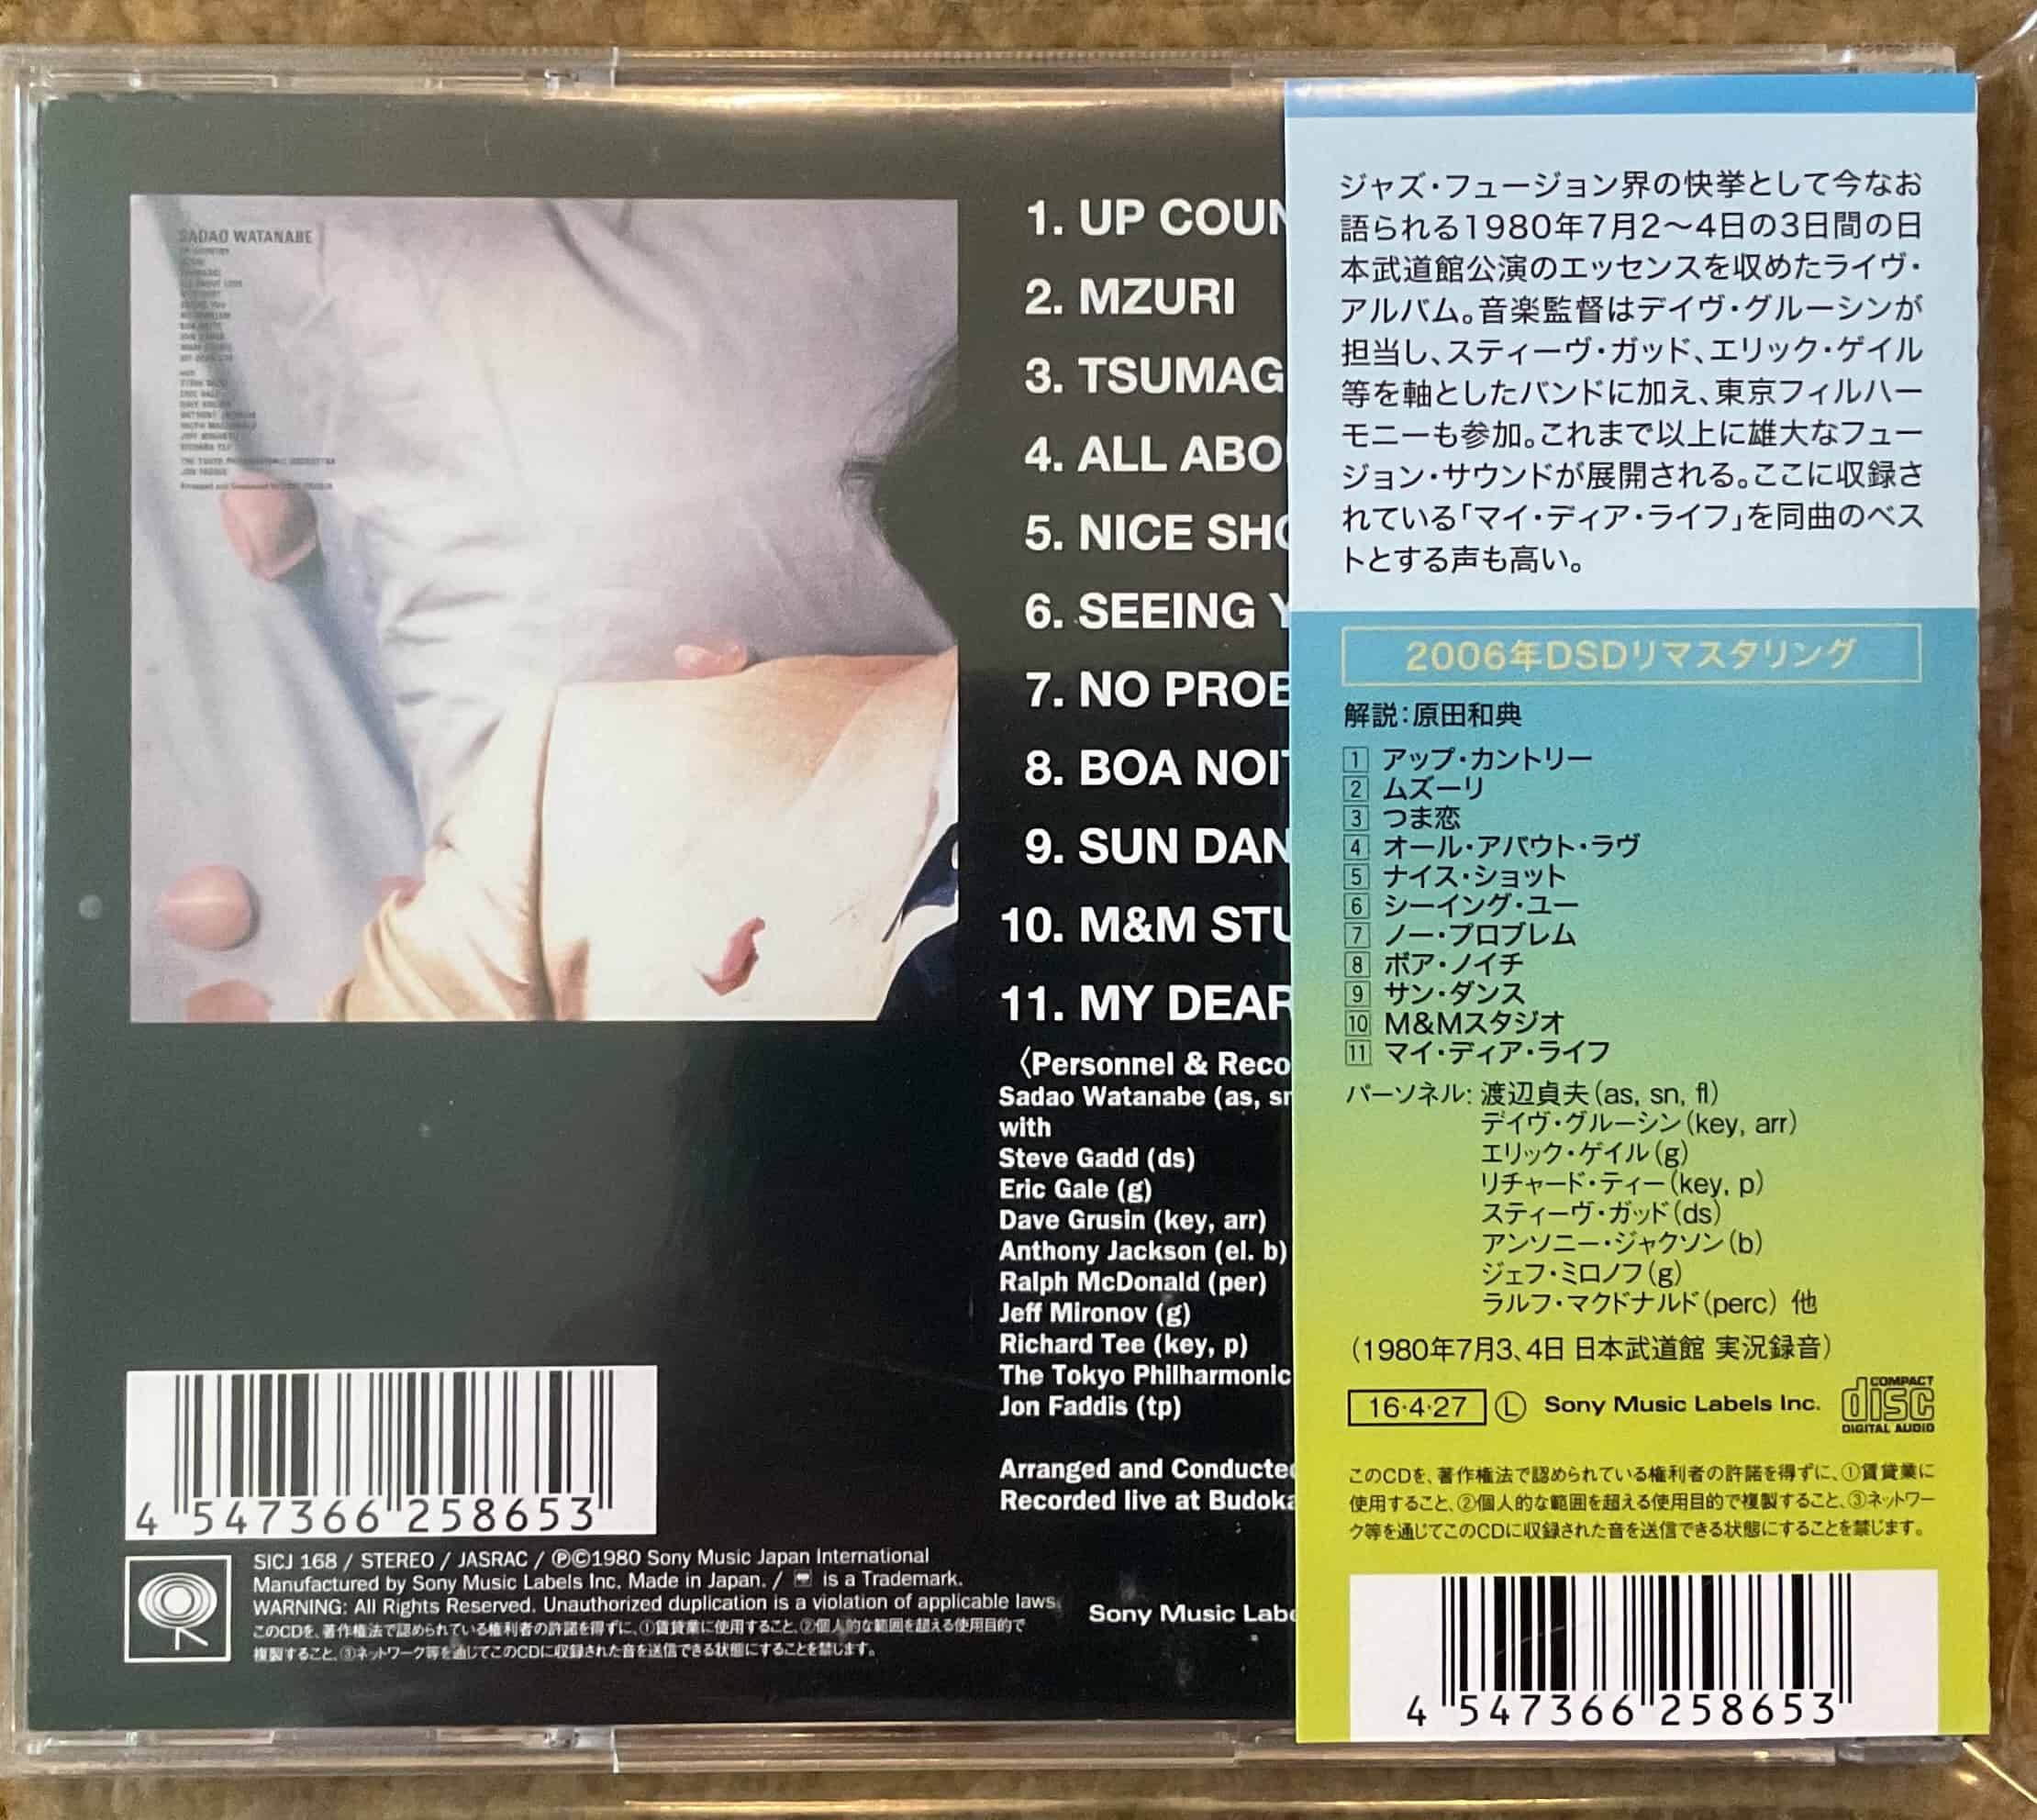 SADAO WATANABE
1. UP COUN
2. MZURI
3. TSUMAG
4. ALL ABO
5. NICE SHO
6. SEEING Y
7. NO PROB
8. BOA NOIT
9. SUN DAN
10. M&M STU
11. MY DEAR
〈Personnel & Reco
Sadao Watanabe (as, sn
with
Steve Gadd (ds)
Eric Gale (g)
Dave Grusin (key, arr)
Anthony Jackson (el. b)
Ralph McDonald (per)
Jeff Mironov (g)
Richard Tee (key, p)
The Tokyo Philharmonic
Jon Faddis (tp)
Arranged and Conducted
Recorded live at Budoka
4 547366 258653
SICJ 168 / STEREO / JASRAC / ℗©1980 Sony Music Japan International
Manufactured by Sony Music Labels Inc. Made in Japan. / is a Trademark.
WARNING: All Rights Reserved. Unauthorized duplication is a violation of applicable laws.
このCDを、著作権法で認められている権利者の許諾を得ずに、①賃貸業に使用すること、②個人的な範囲を超える使用目的で
複製すること、③ネットワーク等を通じてこのCDに収録された音を送信できる状態にすることを禁じます。
Sony Music Labe
ジャズ・フュージョン界の快挙として今なお
語られる1980年7月2〜4日の3日間の日
本武道館公演のエッセンスを収めたライヴ・
アルバム。音楽監督はデイヴ・グルーシンが
担当し、スティーヴ・ガッド、エリック・ゲイル
等を軸としたバンドに加え、東京フィルハー
モニーも参加。これまで以上に雄大なフュー
ジョン・サウンドが展開される。ここに収録さ
れている「マイ・ディア・ライフ」を同曲のベス
トとする声も高い。
2006年DSDリマスタリング
解説：原田和典
1 アップ・カントリー
2 ムズーリ
3 つま恋
4 オール・アバウト・ラヴ
5 ナイス・ショット
6 シーイング・ユー
7 ノー・プロブレム
8 ボア・ノイチ
9 サン・ダンス
10 M&Mスタジオ
11 マイ・ディア・ライフ
パーソネル：渡辺貞夫（as, sn, fl）
デイヴ・グルーシン（key, arr）
エリック・ゲイル（g）
リチャード・ティー（key, p）
スティーヴ・ガッド（ds）
アンソニー・ジャクソン（b）
ジェフ・ミロノフ（g）
ラルフ・マクドナルド（perc） 他
（1980年7月3、4日 日本武道館 実況録音）
16・4・27 Ⓛ Sony Music Labels Inc. COMPACT disc DIGITAL AUDIO
このCDを、著作権法で認められている権利者の許諾を得ずに、①賃貸業に
使用すること、②個人的な範囲を超える使用目的で複製すること、③ネットワー
ク等を通じてこのCDに収録された音を送信できる状態にすることを禁じます。
4 547366 258653